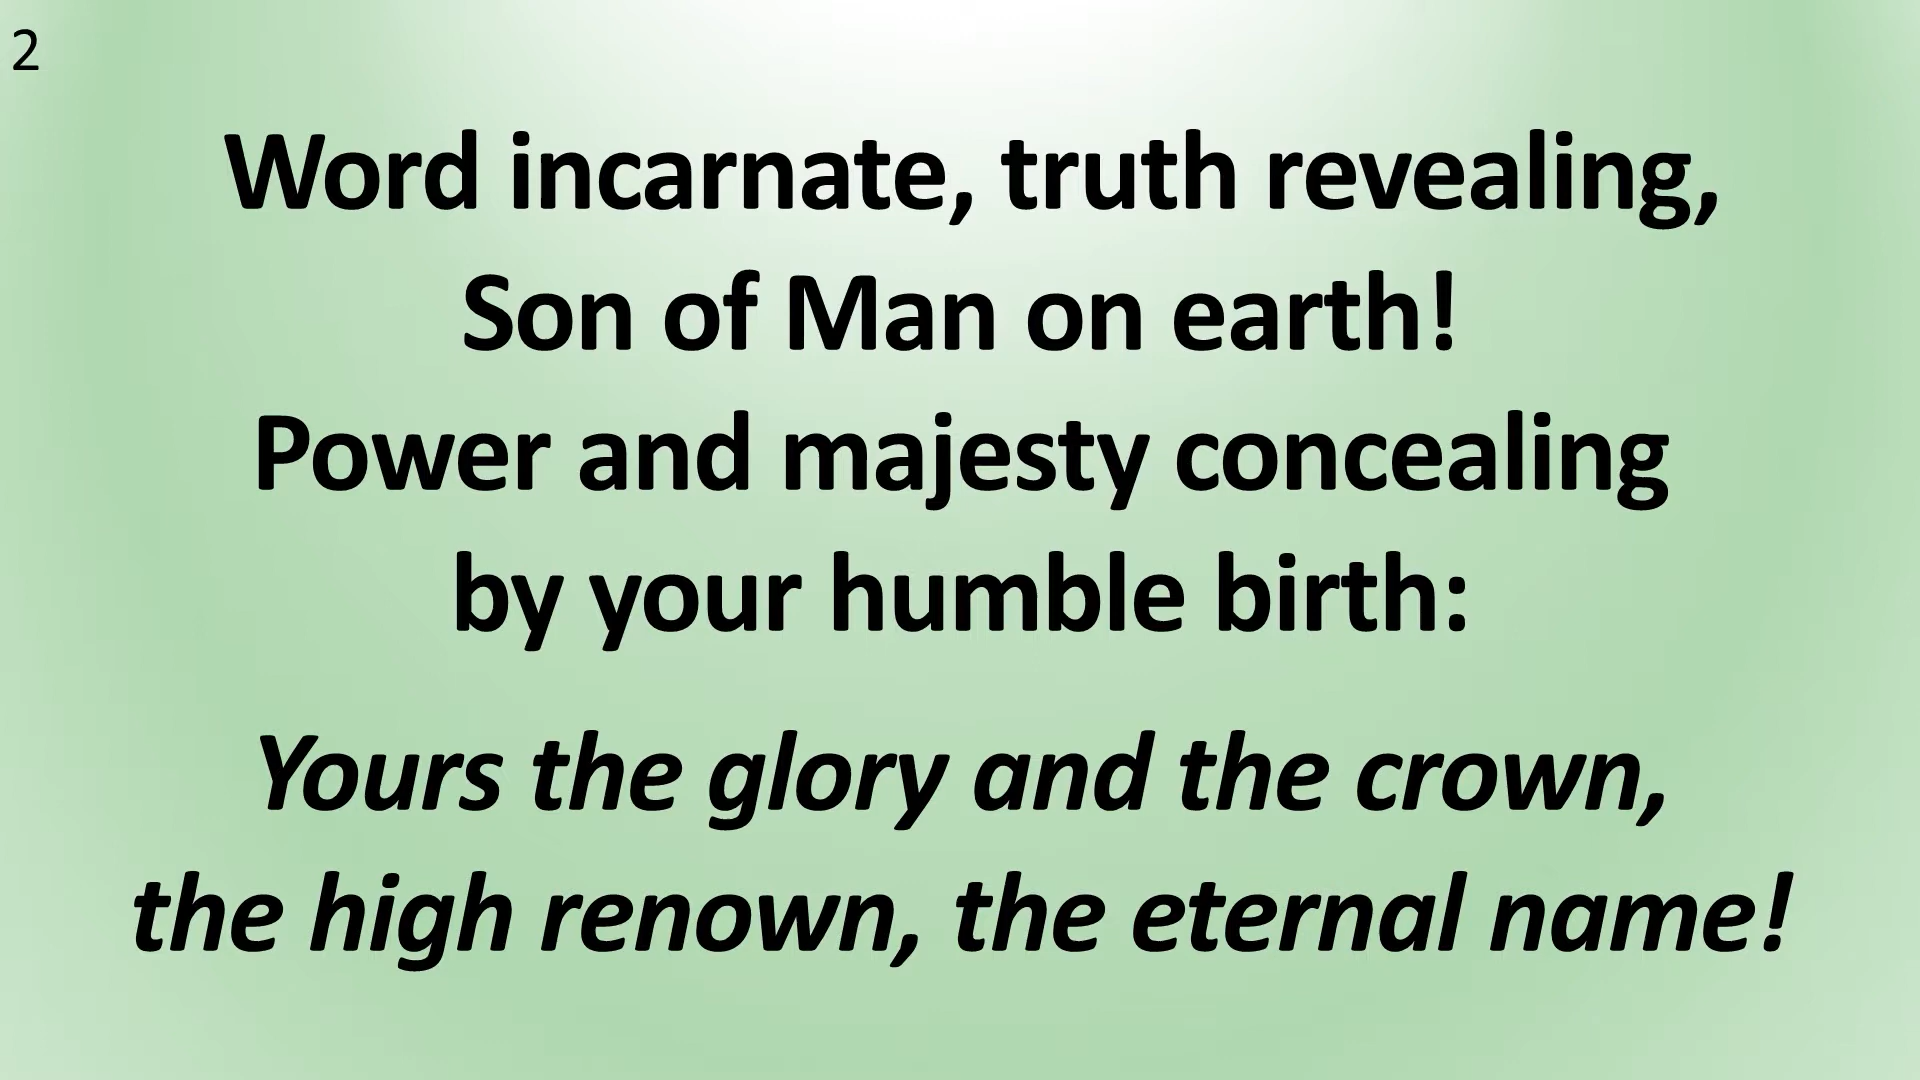 2
Word incarnate, truth revealing,
Son of Man on earth!
Power and majesty concealing
by your humble birth:
Yours the glory and the crown,
the high renown, the eternal name!